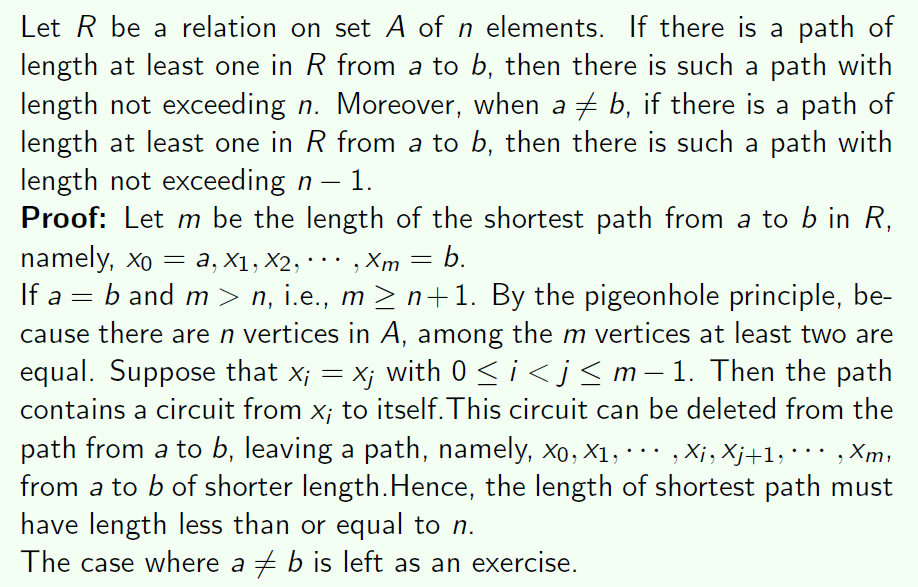 Let R be a relation on set A of n elements. If there is a path of
length at least one in R from a to b, then there is such a path with
length not exceeding n. Moreover, when a ≠ b, if there is a path of
length at least one in R from a to b, then there is such a path with
length not exceeding n − 1.
Proof: Let m be the length of the shortest path from a to b in R,
namely, x₀ = a, x₁, x₂, ⋯ , xₘ = b.
If a = b and m > n, i.e., m ≥ n+1. By the pigeonhole principle, be-
cause there are n vertices in A, among the m vertices at least two are
equal. Suppose that xᵢ = xⱼ with 0 ≤ i < j ≤ m − 1. Then the path
contains a circuit from xᵢ to itself.This circuit can be deleted from the
path from a to b, leaving a path, namely, x₀, x₁, ⋯ , xᵢ, xⱼ₊₁, ⋯ , xₘ,
from a to b of shorter length.Hence, the length of shortest path must
have length less than or equal to n.
The case where a ≠ b is left as an exercise.